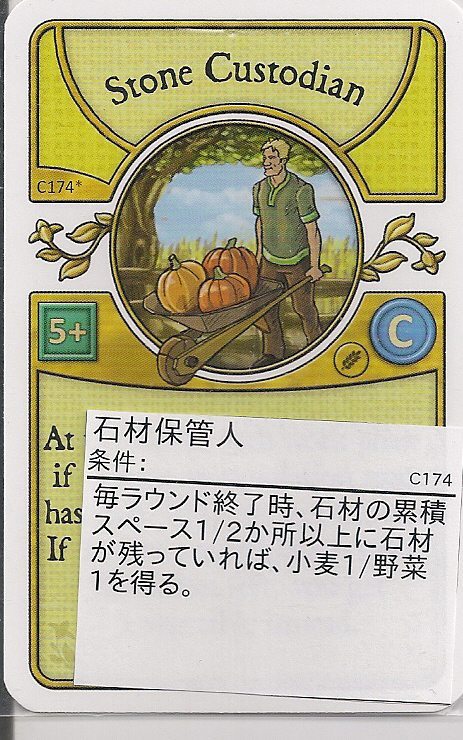 Stone Custodian
C174*
5+
C
At
if
has
If
石材保管人
条件:
C174
毎ラウンド終了時、石材の累積
スペース1/2か所以上に石材
が残っていれば、小麦1/野菜
1を得る。